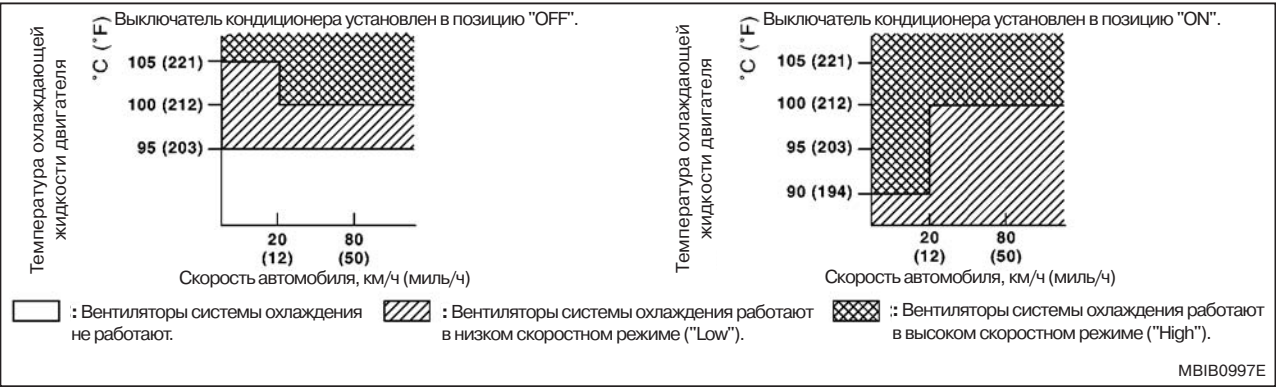 Выключатель кондиционера установлен в позицию "OFF".
Температура охлаждающей
жидкости двигателя
°C (°F)
105 (221)
100 (212)
95 (203)
20
(12)
80
(50)
Скорость автомобиля, км/ч (миль/ч)
Выключатель кондиционера установлен в позицию "ON".
Температура охлаждающей
жидкости двигателя
°C (°F)
105 (221)
100 (212)
95 (203)
90 (194)
20
(12)
80
(50)
Скорость автомобиля, км/ч (миль/ч)
: Вентиляторы системы охлаждения
не работают.
: Вентиляторы системы охлаждения работают
в низком скоростном режиме ("Low").
: Вентиляторы системы охлаждения работают
в высоком скоростном режиме ("High").
MBIB0997E